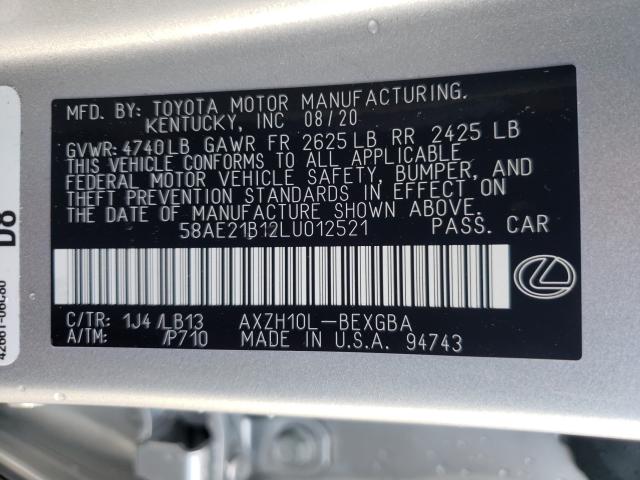 MFD. BY: TOYOTA MOTOR MANUFACTURING.
KENTUCKY, INC 08/20
GVWR: 4740LB GAWR FR 2625 LB RR 2425 LB
THIS VEHICLE CONFORMS TO ALL APPLICABLE
FEDERAL MOTOR VEHICLE SAFETY, BUMPER, AND
THEFT PREVENTION STANDARDS IN EFFECT ON
THE DATE OF MANUFACTURE SHOWN ABOVE.
58AE21B12LU012521 PASS. CAR
C/TR: 1J4 /LB13 AXZH10L-BEXGBA
A/TM: /P710 MADE IN U.S.A. 94743
D8